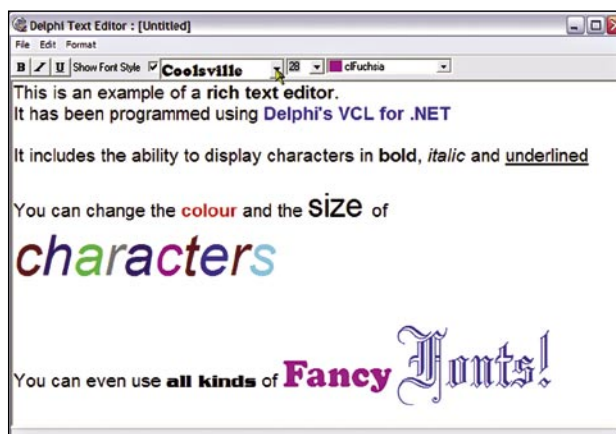 Delphi Text Editor : [Untitled]
File Edit Format
B I U Show Font Style Coolsville 28 clFuchsia
This is an example of a rich text editor.
It has been programmed using Delphi's VCL for .NET
It includes the ability to display characters in bold, italic and underlined
You can change the colour and the size of
characters
You can even use all kinds of Fancy Fonts!